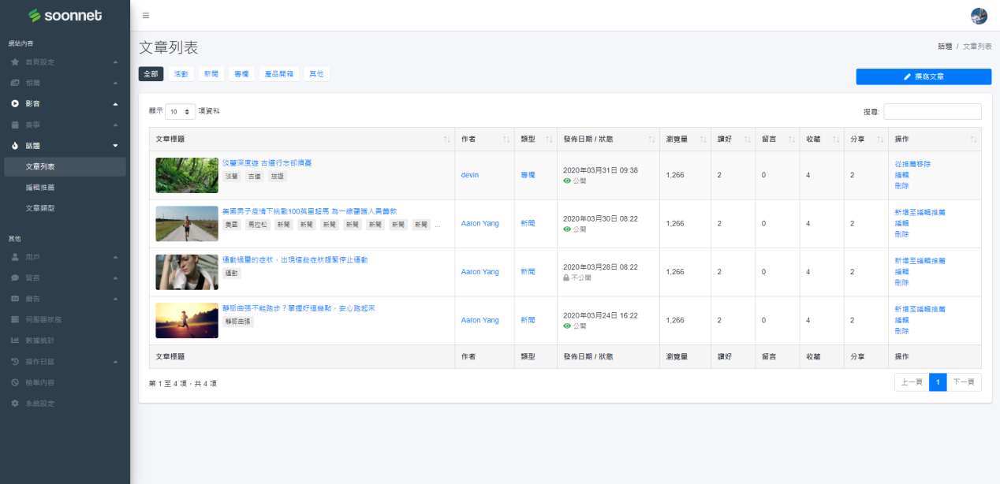 soonnet
網站內容
首頁設定
相簿
影音
賽事
話題
文章列表
編輯推薦
文章類型
其他
用戶
留言
廣告
伺服器狀態
數據統計
操作日誌
檢舉內容
系統設定
文章列表
話題 / 文章列表
全部 活動 新聞 專欄 產品開箱 其他
撰寫文章
顯示 10 項資料
搜尋:
文章標題 作者 類型 發佈日期 / 狀態 瀏覽量 讚好 留言 收藏 分享 操作
淡蘭深度遊 古道行忘卻煩憂
淡蘭 古道 旅遊
devin 專欄 2020年03月31日 09:38
公開
1,266 2 0 4 2
從推薦移除
編輯
刪除
美國男子疫情下挑戰100英里超馬 為一線醫護人員籌款
美國 馬拉松 新聞 新聞 新聞 新聞 新聞 新聞 新聞 ...
Aaron Yang 新聞 2020年03月30日 08:22
公開
1,266 2 0 4 2
新增至編輯推薦
編輯
刪除
運動過量的症狀，出現這些症狀趕緊停止運動
運動
Aaron Yang 新聞 2020年03月28日 08:22
不公開
1,266 2 0 4 2
新增至編輯推薦
編輯
刪除
靜脈曲張不能跑步？掌握好這幾點，安心跑起來
靜脈曲張
Aaron Yang 新聞 2020年03月24日 16:22
公開
1,266 2 0 4 2
新增至編輯推薦
編輯
刪除
文章標題 作者 類型 發佈日期 / 狀態 瀏覽量 讚好 留言 收藏 分享 操作
第 1 至 4 項，共 4 項
上一頁 1 下一頁